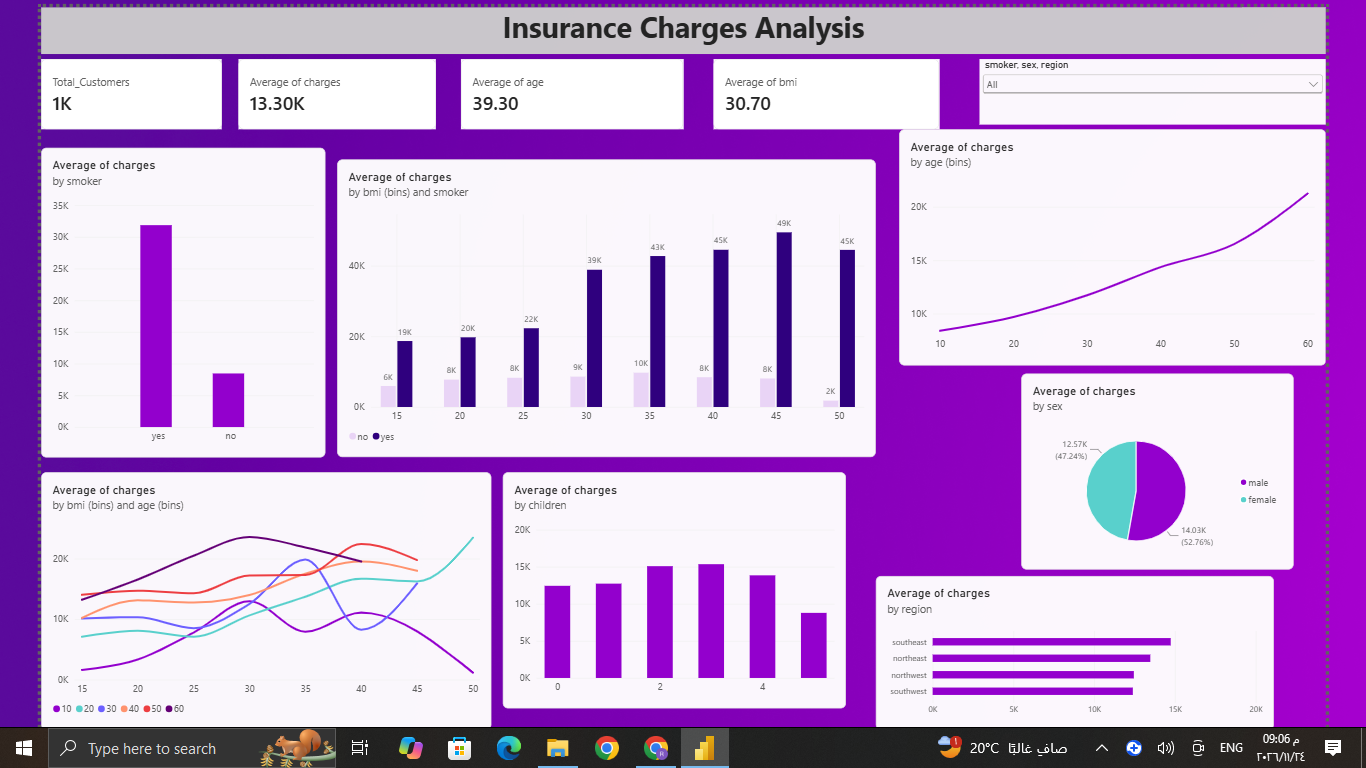 Insurance Charges Analysis
Total_Customers
1K
Average of charges
13.30K
Average of age
39.30
Average of bmi
30.70
smoker, sex, region
All
Average of charges
by smoker
35K
30K
25K
20K
15K
10K
5K
0K
yes
no
Average of charges
by bmi (bins) and smoker
40K
20K
0K
6K
19K
8K
20K
8K
22K
9K
39K
10K
43K
8K
45K
8K
49K
2K
45K
15 20 25 30 35 40 45 50
no yes
Average of charges
by age (bins)
20K
15K
10K
10 20 30 40 50 60
Average of charges
by sex
12.57K
(47.24%)
14.03K
(52.76%)
male
female
Average of charges
by bmi (bins) and age (bins)
20K
10K
0K
15 20 25 30 35 40 45 50
10 20 30 40 50 60
Average of charges
by children
20K
15K
10K
5K
0K
0 2 4
Average of charges
by region
southeast
northeast
northwest
southwest
0K 5K 10K 15K 20K
Type here to search
20°C صافٍ غالبًا
ENG
09:06 م
٢٠٢٦/١١/٢٤